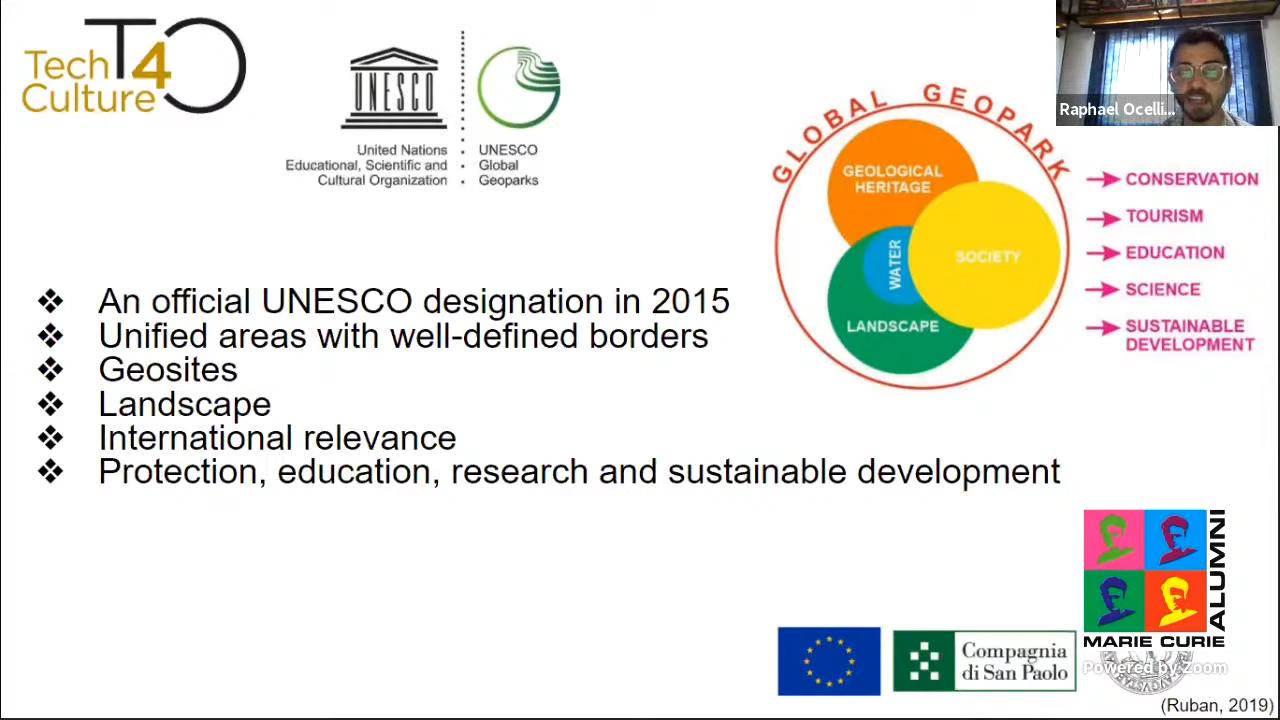 Tech
4
TO
Culture
UNESCO
United Nations
Educational, Scientific and
Cultural Organization
UNESCO
Global
Geoparks
GLOBAL GEOPARK
GEOLOGICAL
HERITAGE
WATER
SOCIETY
LANDSCAPE
CONSERVATION
TOURISM
EDUCATION
SCIENCE
SUSTAINABLE
DEVELOPMENT
Raphael Ocelli...
❖ An official UNESCO designation in 2015
❖ Unified areas with well-defined borders
❖ Geosites
❖ Landscape
❖ International relevance
❖ Protection, education, research and sustainable development
ALUMNI
MARIE CURIE
Compagnia
di San Paolo
Powered by Zoom
(Ruban, 2019)